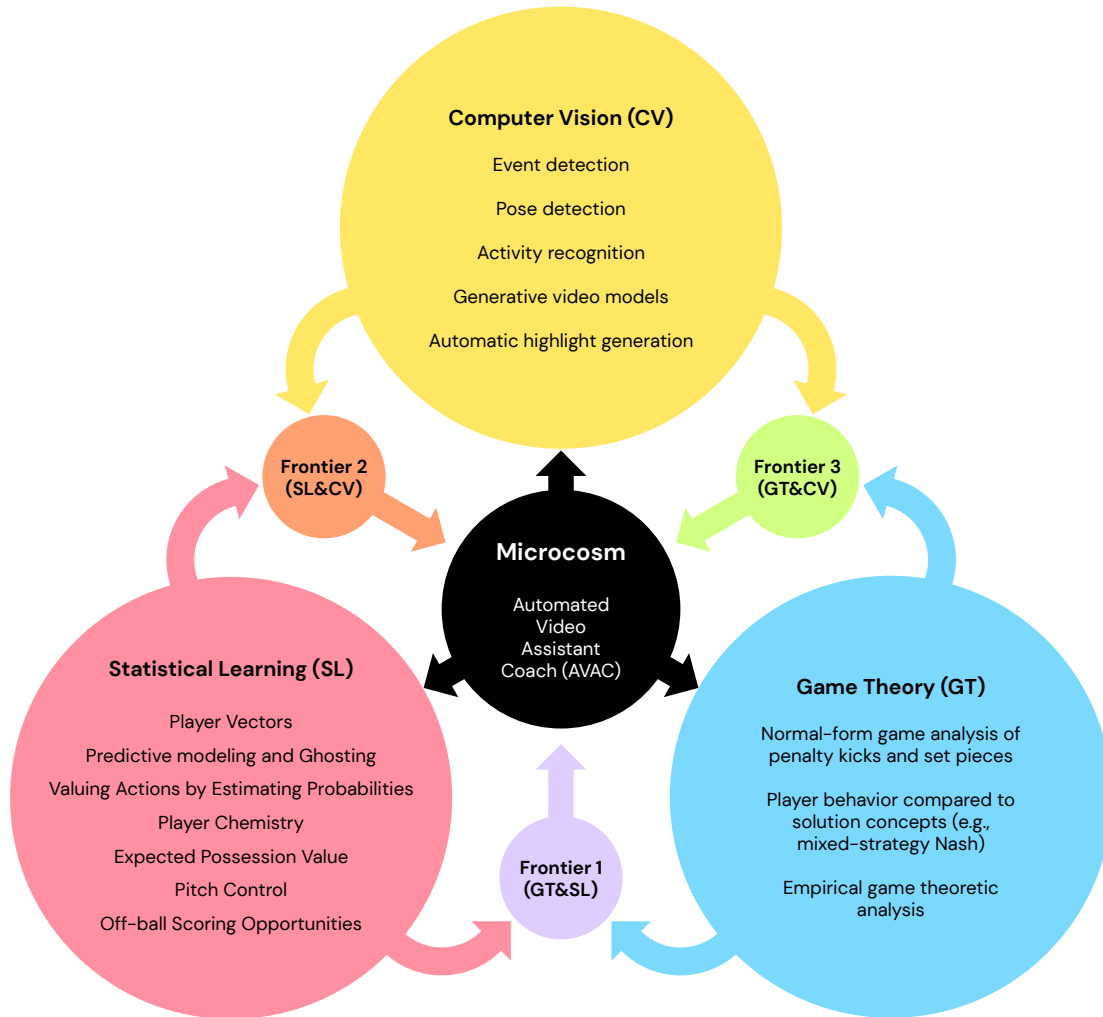 Computer Vision (CV)
Event detection
Pose detection
Activity recognition
Generative video models
Automatic highlight generation
Frontier 2
(SL&CV)
Frontier 3
(GT&CV)
Microcosm
Automated
Video
Assistant
Coach (AVAC)
Statistical Learning (SL)
Player Vectors
Predictive modeling and Ghosting
Valuing Actions by Estimating Probabilities
Player Chemistry
Expected Possession Value
Pitch Control
Off-ball Scoring Opportunities
Game Theory (GT)
Normal-form game analysis of
penalty kicks and set pieces
Player behavior compared to
solution concepts (e.g.,
mixed-strategy Nash)
Empirical game theoretic
analysis
Frontier 1
(GT&SL)